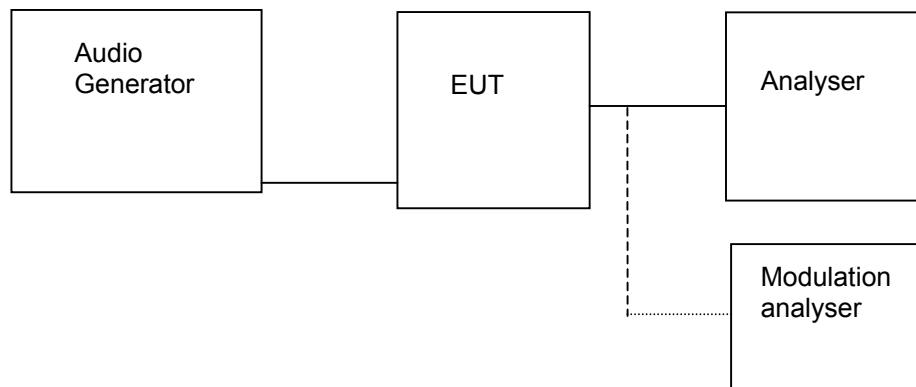 Audio
Generator
EUT
Analyser
Modulation
analyser